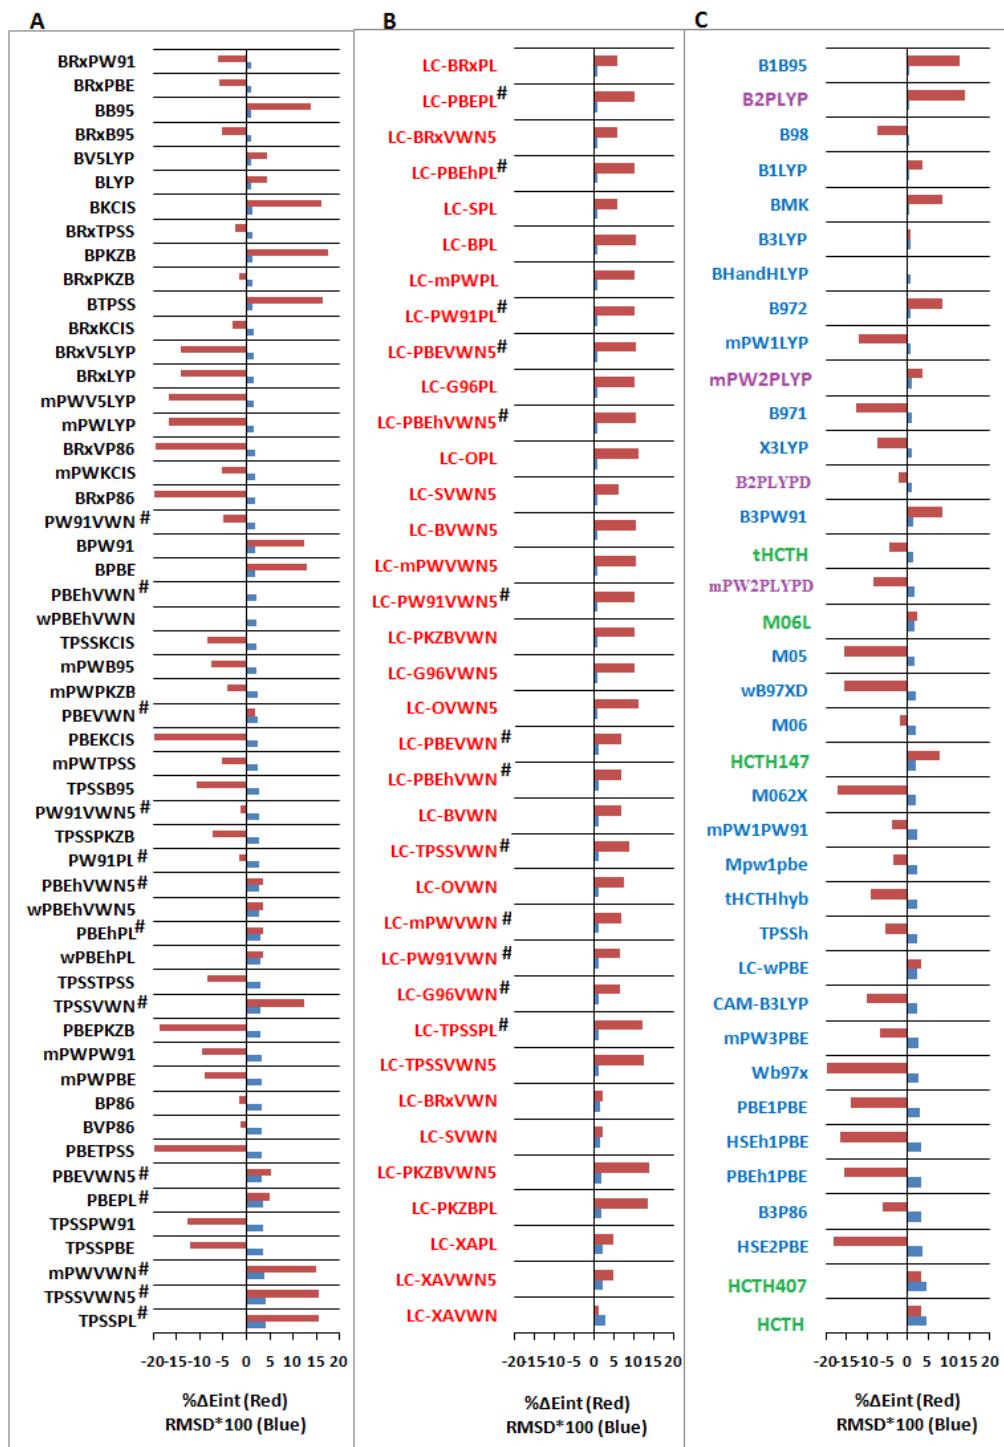 A
BRxPW91
BRxPBE
BB95
BRxB95
BV5LYP
BLYP
BKCIS
BRxTPSS
BPKZB
BRxPKZB
BTPSS
BRxKCIS
BRxV5LYP
BRxLYP
mPWV5LYP
mPWLYP
BRxVP86
mPWKCIS
BRxP86
PW91VWN #
BPW91
BPBE
PBEhVWN #
wPBEhVWN
TPSSKCIS
mPWB95
mPWPKZB
PBEVWN #
PBEKCIS
mPWTPSS
TPSSB95
PW91VWN5 #
TPSSPKZB
PW91PL #
PBEhVWN5 #
wPBEhVWN5
PBEhPL #
wPBEhPL
TPSSTPSS
TPSSVWN #
PBEPKZB
mPWPW91
mPWPBE
BP86
BVP86
PBETPSS
PBEVWN5 #
PBEPL #
TPSSPW91
TPSSPBE
mPWVWN #
TPSSVWN5 #
TPSSPL #
-20 -15 -10 -5 0 5 10 15 20
%ΔEint (Red)
RMSD*100 (Blue)
B
LC-BRxPL
LC-PBEPL #
LC-BRxVWN5
LC-PBEhPL #
LC-SPL
LC-BPL
LC-mPWPL
LC-PW91PL #
LC-PBEVWN5 #
LC-G96PL
LC-PBEhVWN5 #
LC-OPL
LC-SVWN5
LC-BVWN5
LC-mPWVWN5
LC-PW91VWN5 #
LC-PKZBVWN
LC-G96VWN5
LC-OVWN5
LC-PBEVWN #
LC-PBEhVWN #
LC-BVWN
LC-TPSSVWN #
LC-OVWN
LC-mPWVWN #
LC-PW91VWN #
LC-G96VWN #
LC-TPSSPL #
LC-TPSSVWN5
LC-BRxVWN
LC-SVWN
LC-PKZBVWN5
LC-PKZBPL
LC-XAPL
LC-XAVWN5
LC-XAVWN
-20 -15 -10 -5 0 5 10 15 20
%ΔEint (Red)
RMSD*100 (Blue)
C
B1B95
B2PLYP
B98
B1LYP
BMK
B3LYP
BHandHLYP
B972
mPW1LYP
mPW2PLYP
B971
X3LYP
B2PLYPD
B3PW91
tHCTH
mPW2PLYPD
M06L
M05
wB97XD
M06
HCTH147
M062X
mPW1PW91
Mpw1pbe
tHCTHhyb
TPSSh
LC-wPBE
CAM-B3LYP
mPW3PBE
Wb97x
PBE1PBE
HSEh1PBE
PBEh1PBE
B3P86
HSE2PBE
HCTH407
HCTH
-20 -15 -10 -5 0 5 10 15 20
%ΔEint (Red)
RMSD*100 (Blue)